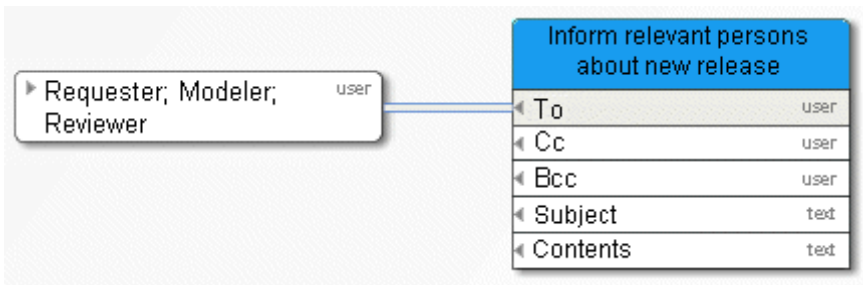 Inform relevant persons
about new release
Requester; Modeler; user
Reviewer
To user
Cc user
Bcc user
Subject text
Contents text